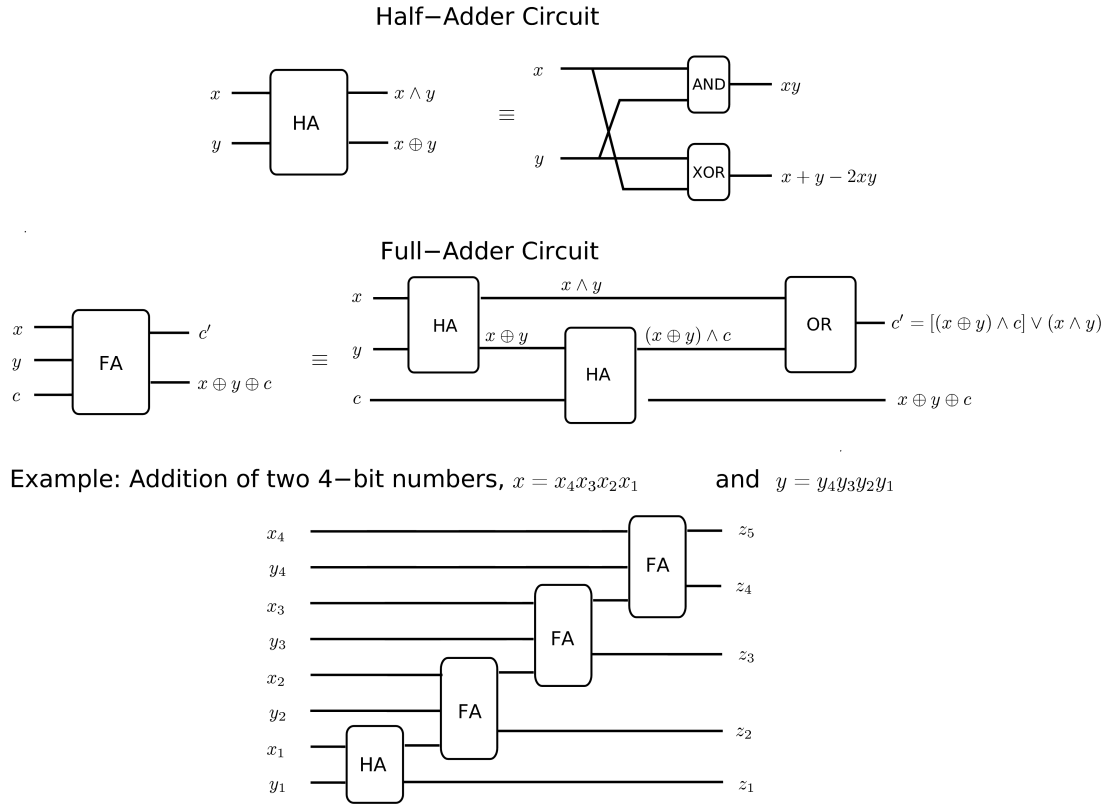 Half−Adder Circuit
x
y
HA
x ∧ y
x ⊕ y
≡
x
y
AND
XOR
xy
x + y − 2xy
Full−Adder Circuit
x
y
c
FA
c′
x ⊕ y ⊕ c
≡
x
y
c
HA
x ∧ y
x ⊕ y
HA
(x ⊕ y) ∧ c
OR
c′ = [(x ⊕ y) ∧ c] ∨ (x ∧ y)
x ⊕ y ⊕ c
Example: Addition of two 4−bit numbers, x = x₄x₃x₂x₁ and y = y₄y₃y₂y₁
x₄
y₄
x₃
y₃
x₂
y₂
x₁
y₁
HA
FA
FA
FA
z₅
z₄
z₃
z₂
z₁